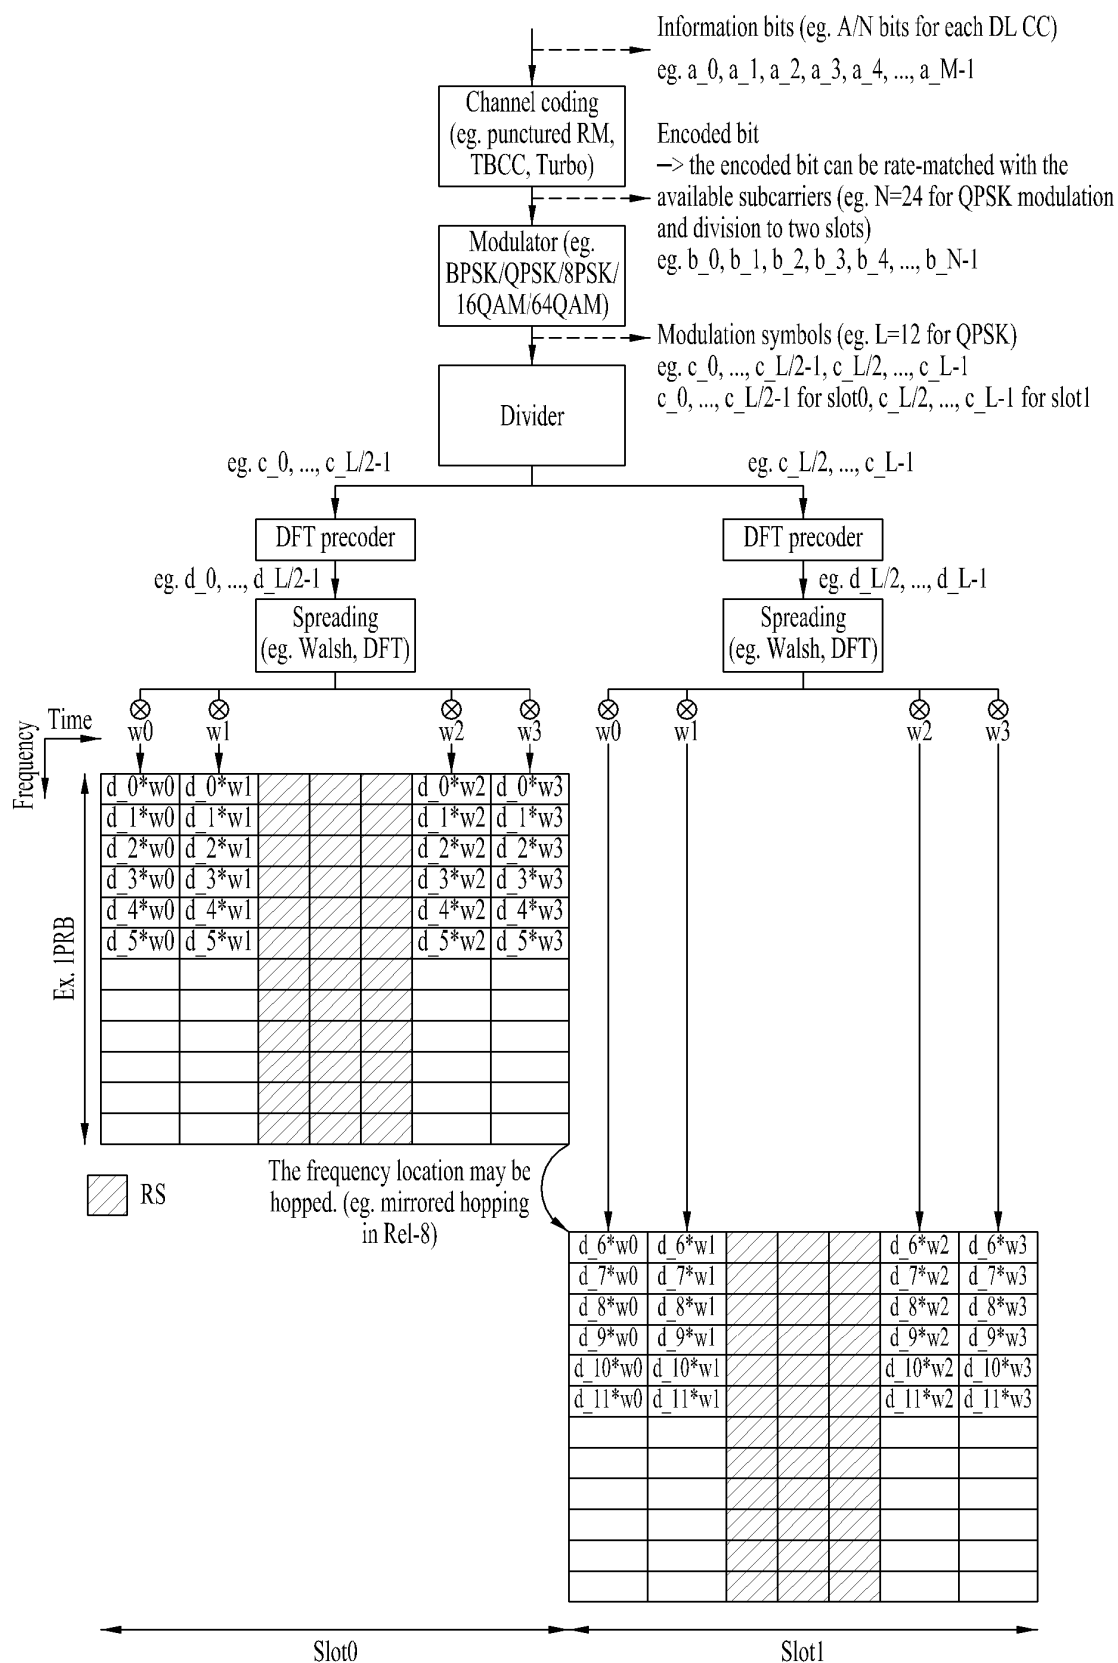 Information bits (eg. A/N bits for each DL CC)
eg. a_0, a_1, a_2, a_3, a_4, ..., a_M-1
Channel coding
(eg. punctured RM,
TBCC, Turbo)
Encoded bit
—> the encoded bit can be rate-matched with the
available subcarriers (eg. N=24 for QPSK modulation
and division to two slots)
eg. b_0, b_1, b_2, b_3, b_4, ..., b_N-1
Modulator (eg.
BPSK/QPSK/8PSK/
16QAM/64QAM)
Modulation symbols (eg. L=12 for QPSK)
eg. c_0, ..., c_L/2-1, c_L/2, ..., c_L-1
c_0, ..., c_L/2-1 for slot0, c_L/2, ..., c_L-1 for slot1
Divider
eg. c_0, ..., c_L/2-1
eg. c_L/2, ..., c_L-1
DFT precoder
DFT precoder
eg. d_0, ..., d_L/2-1
eg. d_L/2, ..., d_L-1
Spreading
(eg. Walsh, DFT)
Spreading
(eg. Walsh, DFT)
Time
Frequency
w0 w1 w2 w3
w0 w1 w2 w3
d_0*w0 d_0*w1 d_0*w2 d_0*w3
d_1*w0 d_1*w1 d_1*w2 d_1*w3
d_2*w0 d_2*w1 d_2*w2 d_2*w3
d_3*w0 d_3*w1 d_3*w2 d_3*w3
d_4*w0 d_4*w1 d_4*w2 d_4*w3
d_5*w0 d_5*w1 d_5*w2 d_5*w3
Ex. 1PRB
RS
The frequency location may be
hopped. (eg. mirrored hopping
in Rel-8)
d_6*w0 d_6*w1 d_6*w2 d_6*w3
d_7*w0 d_7*w1 d_7*w2 d_7*w3
d_8*w0 d_8*w1 d_8*w2 d_8*w3
d_9*w0 d_9*w1 d_9*w2 d_9*w3
d_10*w0 d_10*w1 d_10*w2 d_10*w3
d_11*w0 d_11*w1 d_11*w2 d_11*w3
Slot0
Slot1